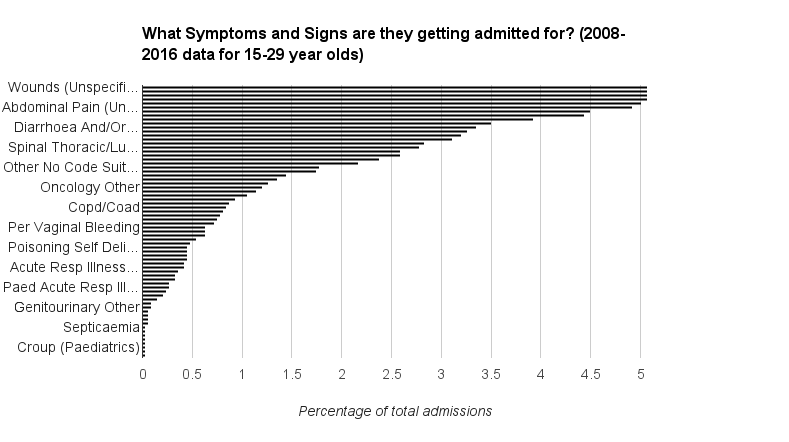 What Symptoms and Signs are they getting admitted for? (2008-
2016 data for 15-29 year olds)
Wounds (Unspecifi...
Abdominal Pain (Un...
Diarrhoea And/Or...
Spinal Thoracic/Lu...
Other No Code Suit...
Oncology Other
Copd/Coad
Per Vaginal Bleeding
Poisoning Self Deli...
Acute Resp Illness...
Paed Acute Resp Ill...
Genitourinary Other
Septicaemia
Croup (Paediatrics)
0 0.5 1 1.5 2 2.5 3 3.5 4 4.5 5
Percentage of total admissions